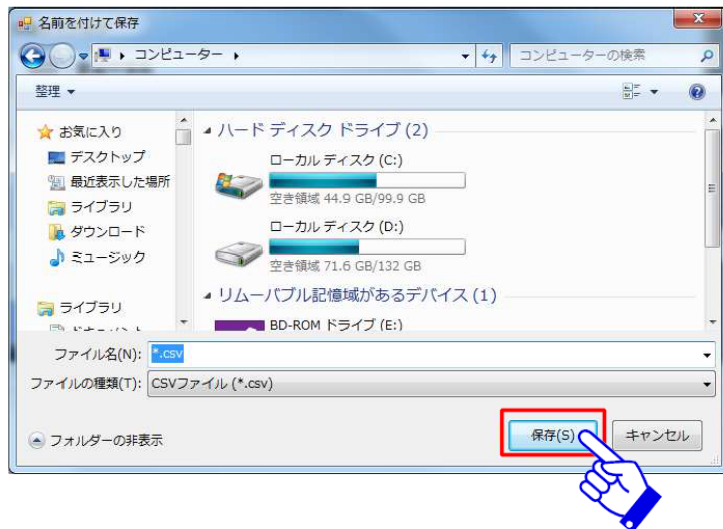 名前を付けて保存
コンピューター
コンピューターの検索
整理
お気に入り
デスクトップ
最近表示した場所
ライブラリ
ダウンロード
ミュージック
ライブラリ
ハード ディスク ドライブ (2)
ローカル ディスク (C:)
空き領域 44.9 GB/99.9 GB
ローカル ディスク (D:)
空き領域 71.6 GB/132 GB
リムーバブル記憶域があるデバイス (1)
BD-ROM ドライブ (E:)
ファイル名(N): *.csv
ファイルの種類(T): CSVファイル (*.csv)
フォルダーの非表示
保存(S)
キャンセル